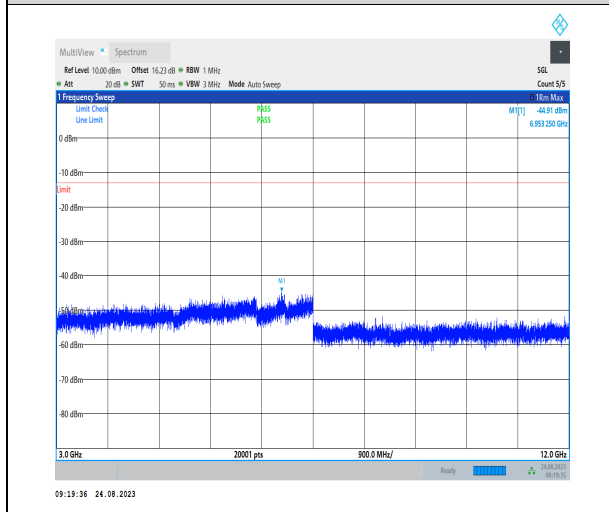 MultiView Spectrum
Ref Level 10.00 dBm Offset 16.23 dB RBW 1 MHz SGL
Att 20 dB SWT 50 ms VBW 3 MHz Mode Auto Sweep Count 5/5
1 Frequency Sweep 1Rm Max
Limit Check PASS M1[1] -44.91 dBm
Line Limit PASS 6.953 250 GHz
0 dBm
-10 dBm
Limit
-20 dBm
-30 dBm
-40 dBm
M1
-50 dBm
-60 dBm
-70 dBm
-80 dBm
3.0 GHz 20001 pts 900.0 MHz/ 12.0 GHz
Ready 24.08.2023
09:19:35
09:19:36 24.08.2023